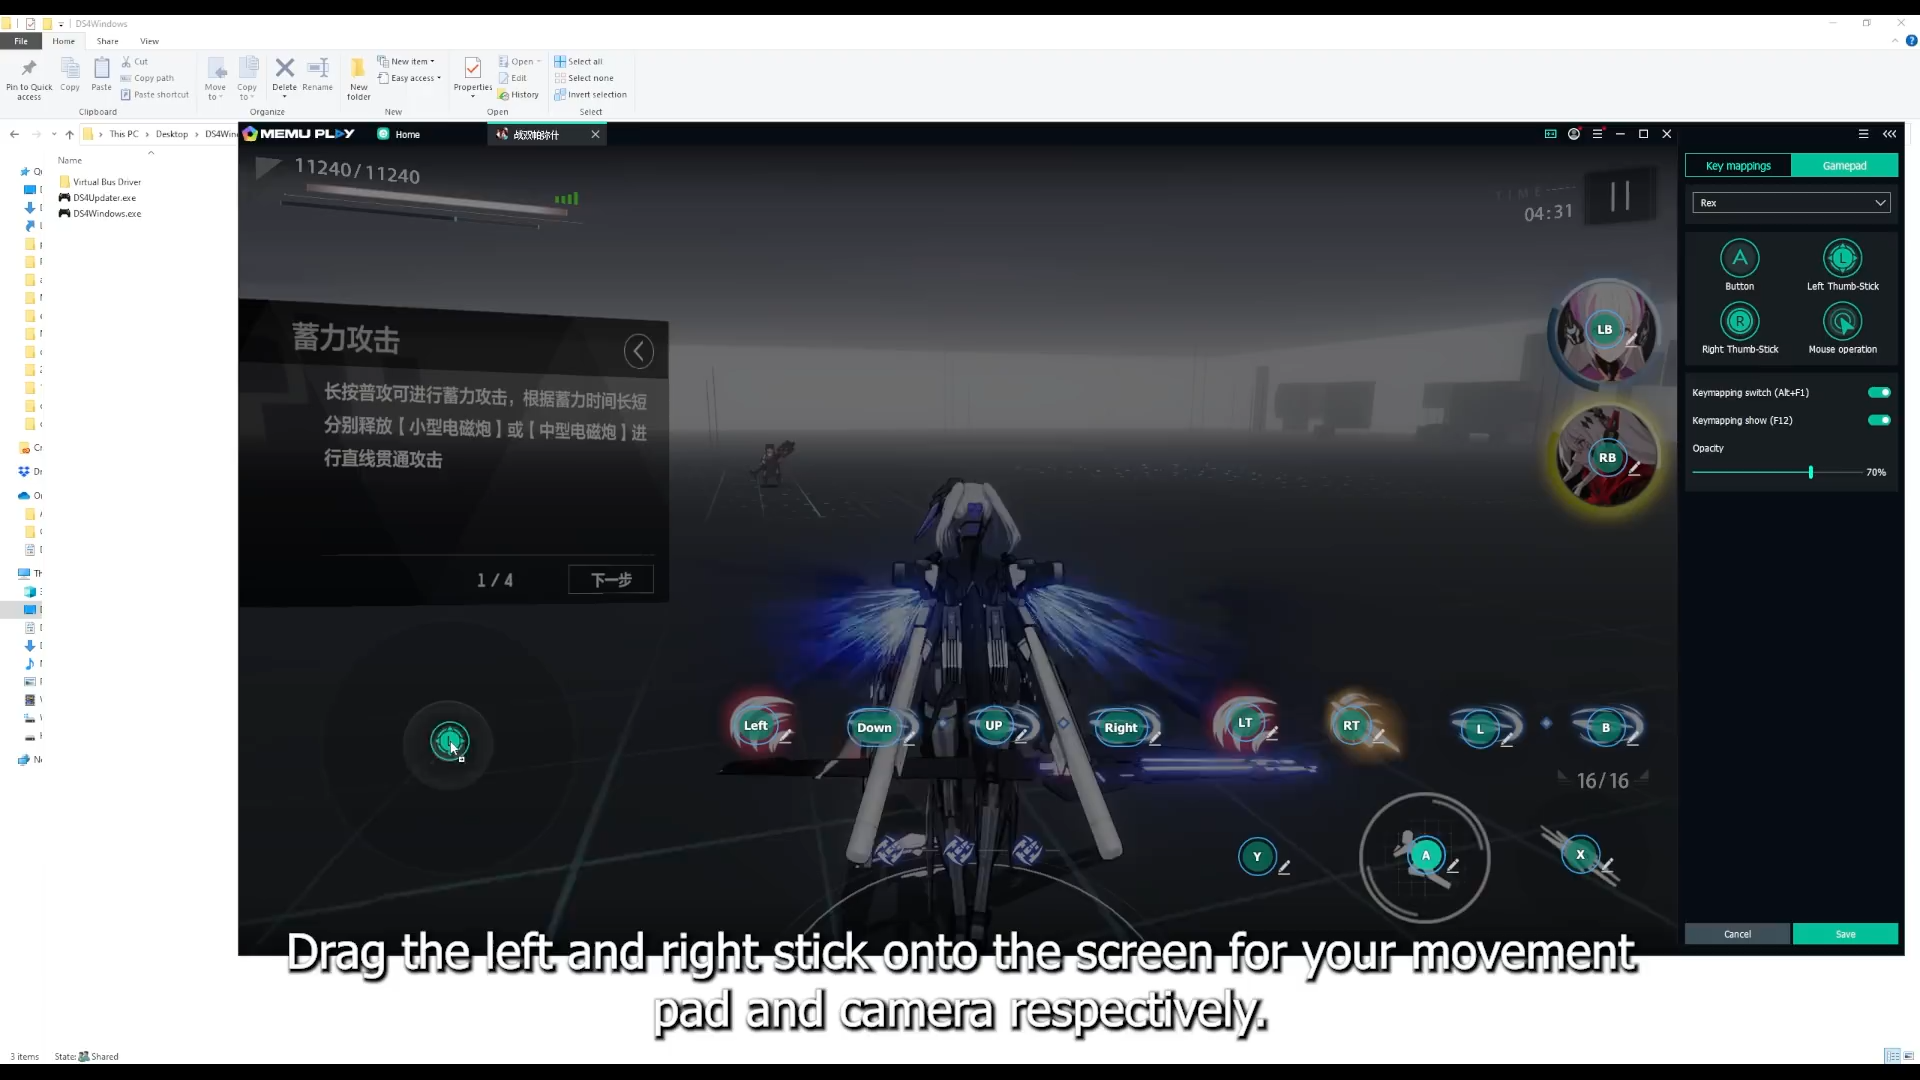 DS4Windows
File
Home
Share
View
Pin to Quick
access
Copy
Paste
Cut
Copy path
Paste shortcut
Clipboard
Move
to
Copy
to
Delete
Rename
Organize
New
folder
New item
Easy access
New
Properties
Open
Edit
History
Open
Select all
Select none
Invert selection
Select
This PC
Desktop
DS4Win
Name
Virtual Bus Driver
DS4Updater.exe
DS4Windows.exe
3 items
State:
Shared
MEMU PLAY
Home
11240/11240
TIME
04:31
蓄力攻击
长按普攻可进行蓄力攻击，根据蓄力时间长短
分别释放【小型电磁炮】或【中型电磁炮】进
行直线贯通攻击
1 / 4
下一步
LB
RB
Left
Down
UP
Right
LT
RT
L
B
16/16
Y
A
X
Key mappings
Gamepad
Rex
A
L
Button
Left Thumb-Stick
R
Right Thumb-Stick
Mouse operation
Keymapping switch (Alt+F1)
Keymapping show (F12)
Opacity
70%
Cancel
Save
Drag the left and right stick onto the screen for your movement
pad and camera respectively.